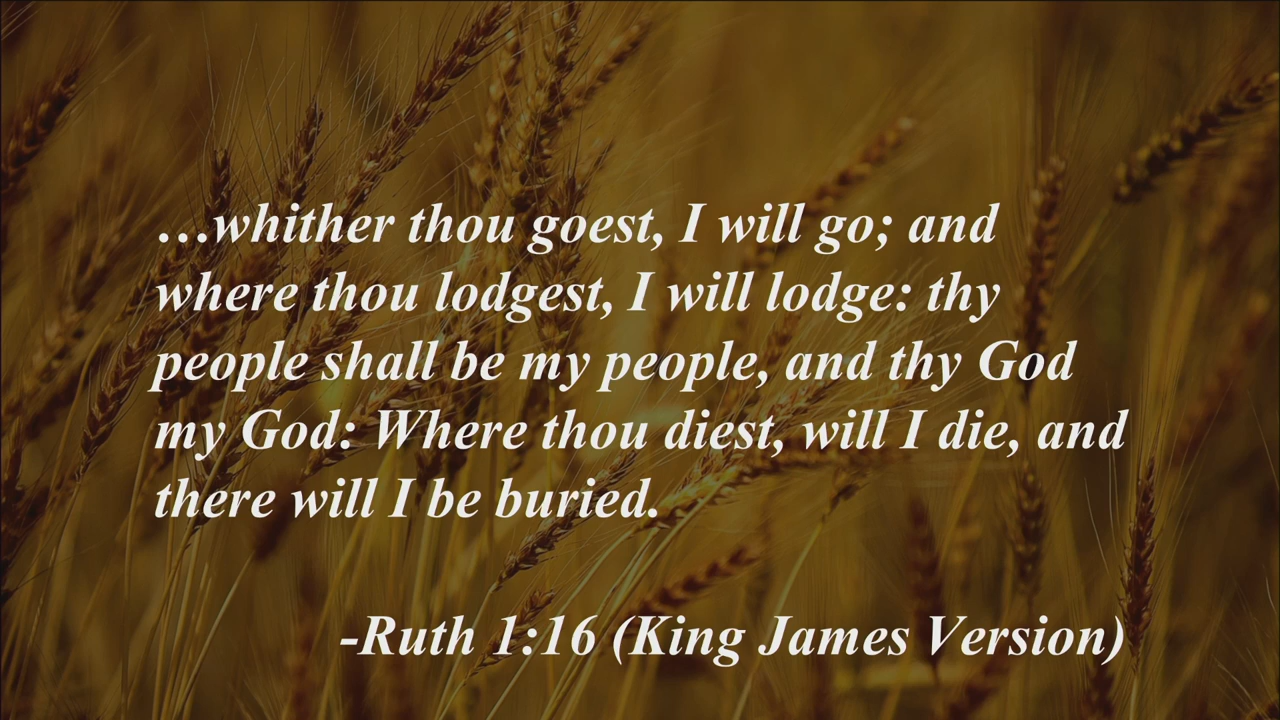 …whither thou goest, I will go; and
where thou lodgest, I will lodge: thy
people shall be my people, and thy God
my God: Where thou diest, will I die, and
there will I be buried.
-Ruth 1:16 (King James Version)